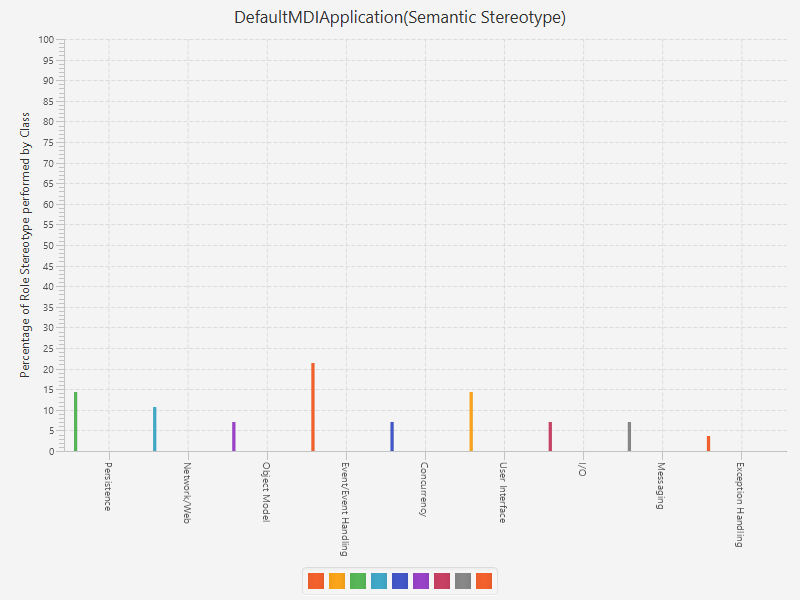 DefaultMDIApplication(Semantic Stereotype)
Percentage of Role Stereotype performed by Class
100
95
90
85
80
75
70
65
60
55
50
45
40
35
30
25
20
15
10
5
0
Persistence
Network/Web
Object Model
Event/Event Handling
Concurrency
User Interface
I/O
Messaging
Exception Handling